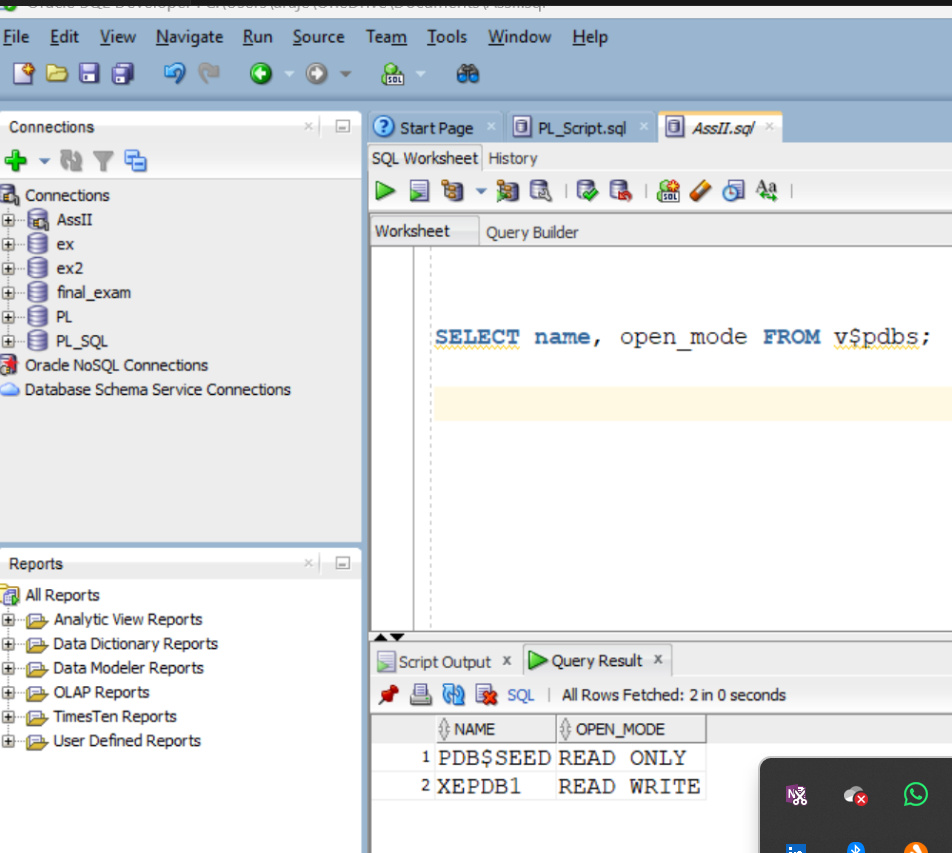 File Edit View Navigate Run Source Team Tools Window Help
Connections
Start Page
PL_Script.sql
AssII.sql
SQL Worksheet History
Worksheet Query Builder
Connections
AssII
ex
ex2
final_exam
PL
PL_SQL
Oracle NoSQL Connections
Database Schema Service Connections
SELECT name, open_mode FROM v$pdbs;
Reports
All Reports
Analytic View Reports
Data Dictionary Reports
Data Modeler Reports
OLAP Reports
TimesTen Reports
User Defined Reports
Script Output x Query Result x
SQL | All Rows Fetched: 2 in 0 seconds
NAME OPEN_MODE
1 PDB$SEED READ ONLY
2 XEPDB1 READ WRITE